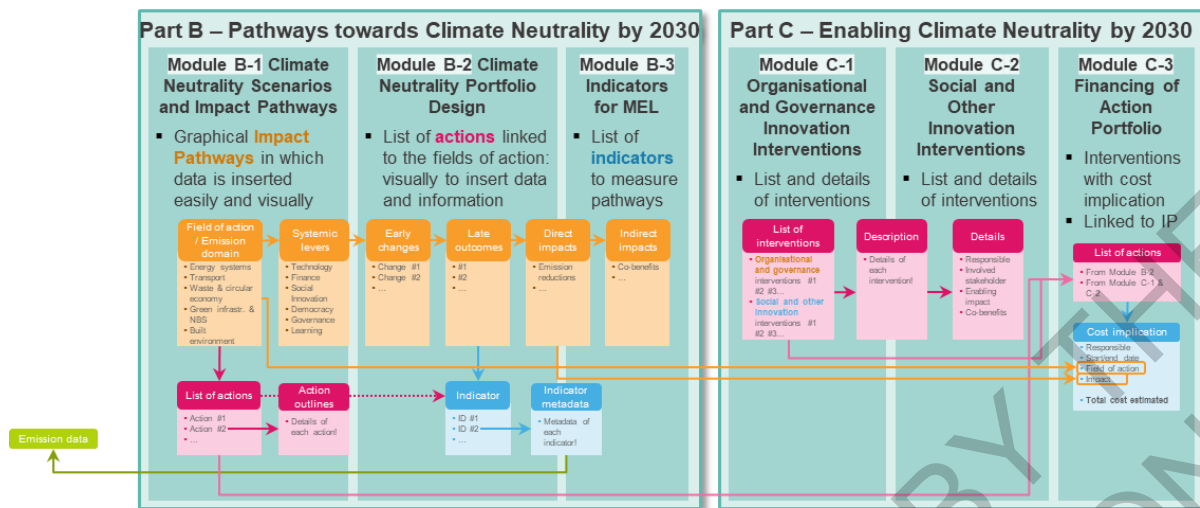 Part B – Pathways towards Climate Neutrality by 2030
Module B-1 Climate
Neutrality Scenarios
and Impact Pathways
▪ Graphical Impact
Pathways in which
data is inserted
easily and visually
Module B-2 Climate
Neutrality Portfolio
Design
▪ List of actions linked
to the fields of action:
visually to insert data
and information
Module B-3
Indicators
for MEL
▪ List of
indicators
to measure
pathways
Field of action
/ Emission
domain
• Energy systems
• Transport
• Waste & circular
economy
• Green infrastr. &
NBS
• Built
environment
Systemic
levers
• Technology
• Finance
• Social
Innovation
• Democracy
• Governance
• Learning
Early
changes
• Change #1
• Change #2
• ...
Late
outcomes
• #1
• #2
• ...
Direct
impacts
• Emission
reductions
• ...
Indirect
impacts
• Co-benefits
• ...
List of actions
• Action #1
• Action #2
• ...
Action
outlines
• Details of
each action!
Indicator
• ID #1
• ID #2
• ...
Indicator
metadata
• Metadata of
each
indicator!
Emission data
Part C – Enabling Climate Neutrality by 2030
Module C-1
Organisational
and Governance
Innovation
Interventions
▪ List and details
of interventions
Module C-2
Social and
Other
Innovation
Interventions
▪ List and details
of interventions
Module C-3
Financing of
Action
Portfolio
▪ Interventions
with cost
implication
▪ Linked to IP
List of
interventions
• Organisational
and governance
interventions #1
#2 #3...
• Social and other
innovation
interventions #1
#2 #3...
Description
• Details of
each
intervention!
Details
• Responsible
• Involved
stakeholder
• Enabling
impact
• Co-benefits
List of actions
• From Module B-2
• From Module C-1 &
C-2
Cost implication
• Responsible
• Start/end date
• Field of action
• Impact
• Total cost estimated
BY THE